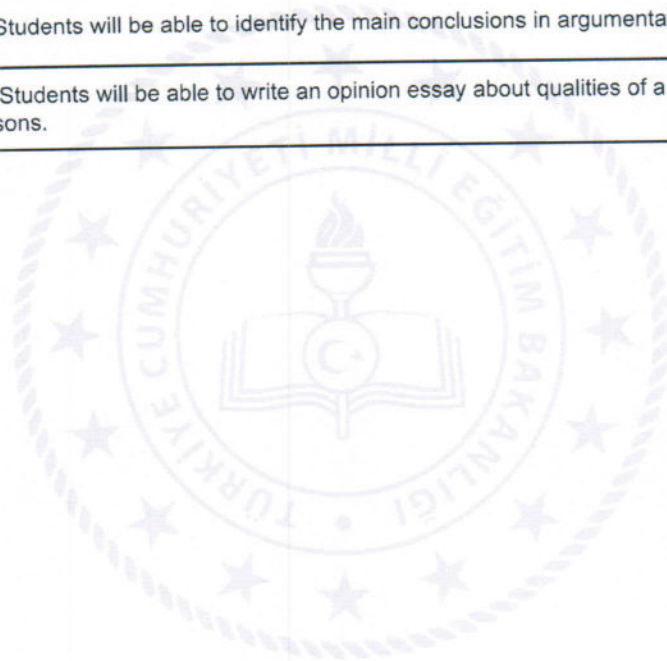 Students will be able to identify the main conclusions in argumenta
Students will be able to write an opinion essay about qualities of a
sons.
TÜRKİYE CUMHURİYETİ MİLLİ EĞİTİM BAKANLIĞI